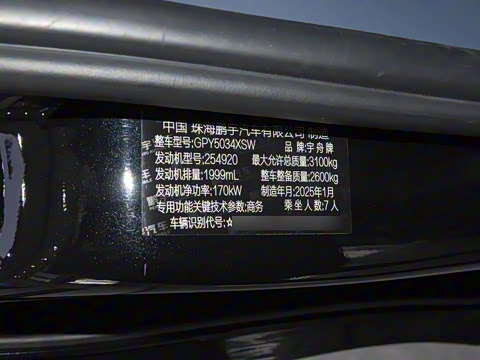 中国 珠海鹏宇汽车有限公司 制造
整车型号:GPY5034XSW 品 牌:宇舟牌
发动机型号:254920 最大允许总质量:3100kg
发动机排量:1999mL 整车整备质量:2600kg
发动机净功率:170kW 制造年月:2025年1月
专用功能关键技术参数:商务 乘坐人数:7人
车辆识别代号:☆